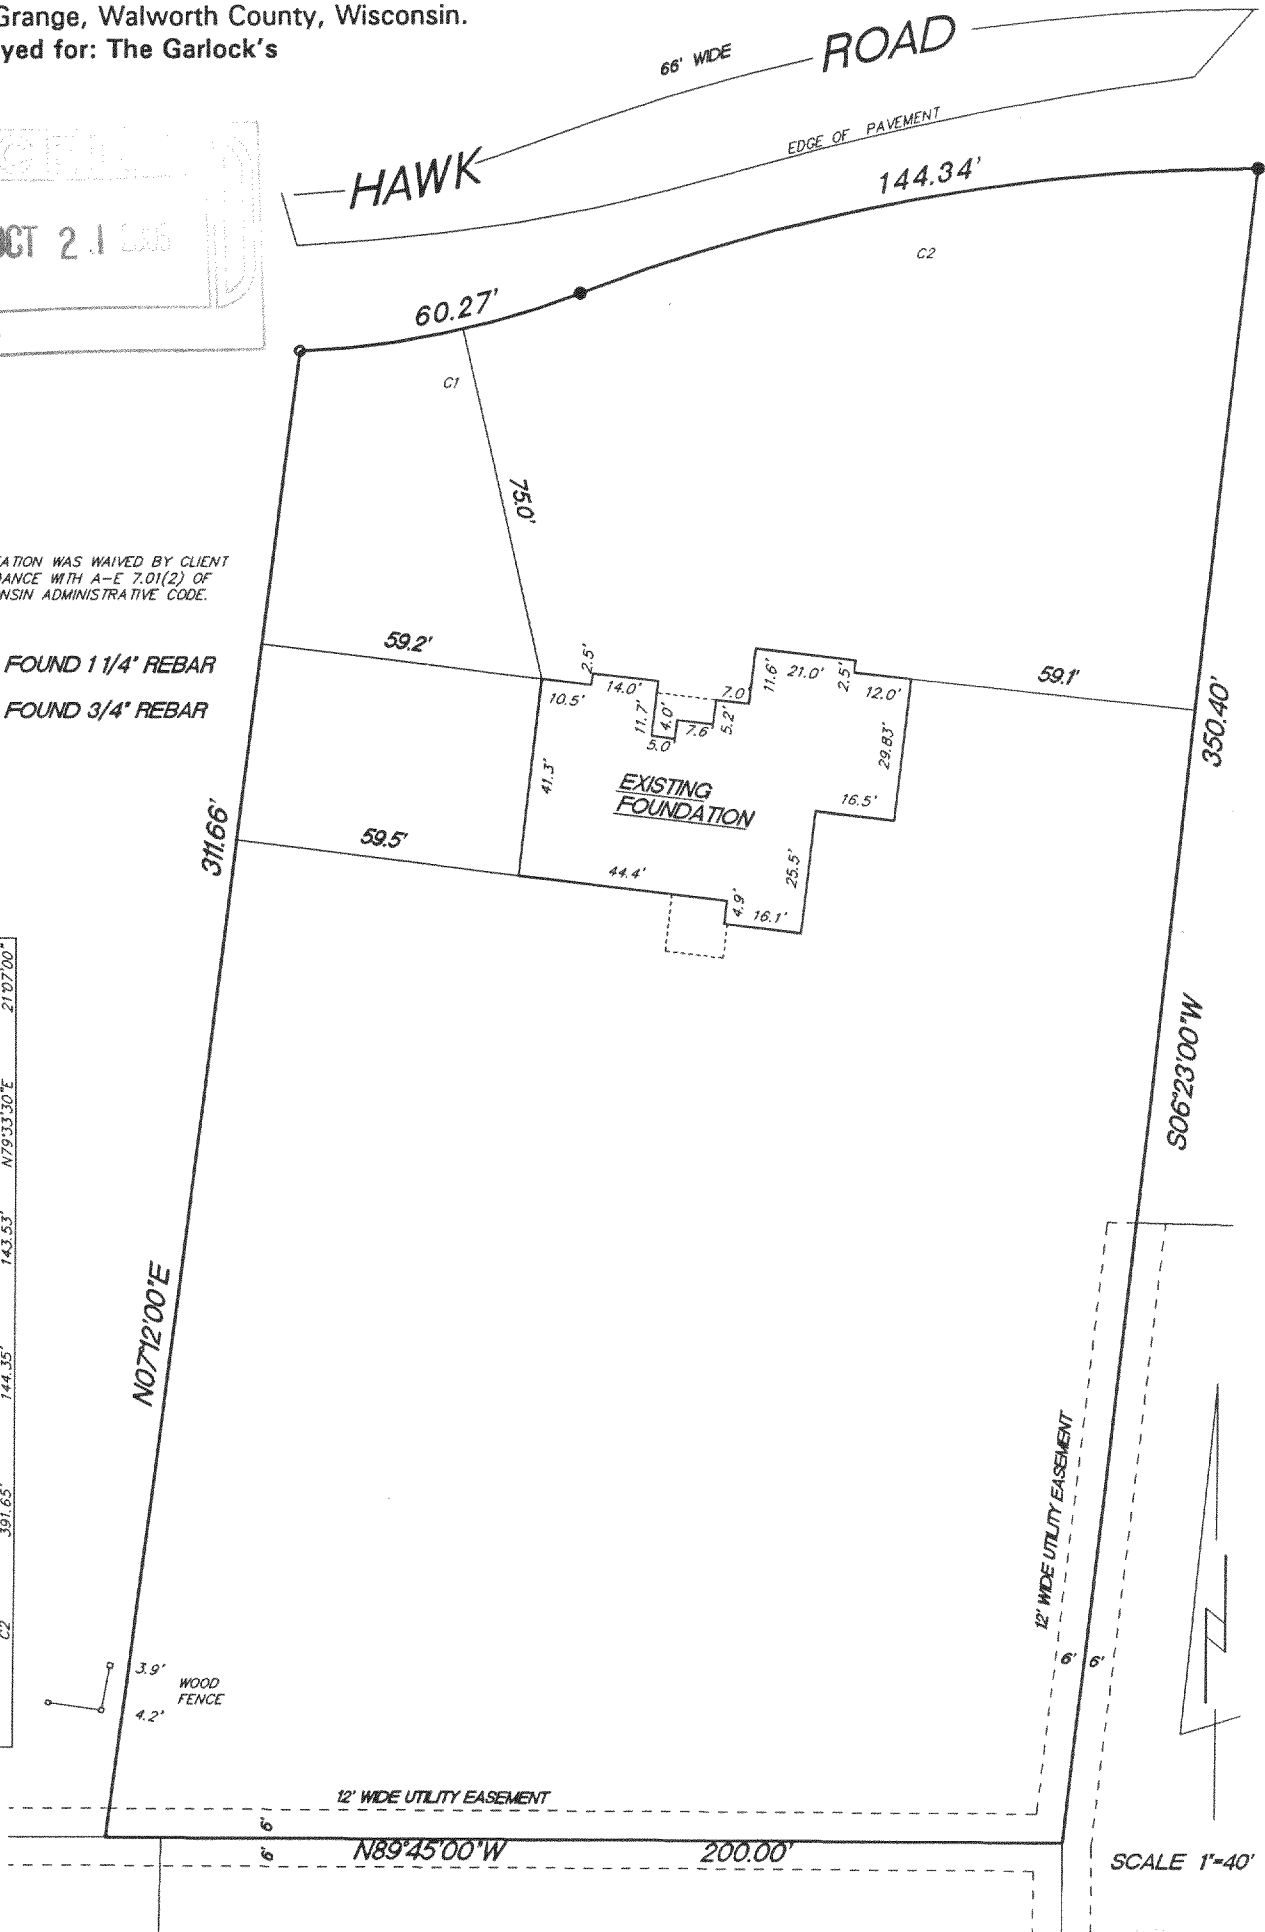 Grange, Walworth County, Wisconsin.
yed for: The Garlock's
HAWK
66' WIDE
ROAD
EDGE OF PAVEMENT
OCT 21
144.34'
C2
60.27'
C1
75.0'
ATION WAS WAIVED BY CLIENT
ANCE WITH A-E 7.01(2) OF
NSIN ADMINISTRATIVE CODE.
FOUND 1 1/4" REBAR
FOUND 3/4" REBAR
59.2'
2.5'
10.5'
14.0'
11.7'
4.0'
5.0'
7.6'
5.2'
7.0'
11.6'
21.0'
2.5'
12.0'
59.1'
350.40'
29.83'
41.3'
EXISTING
FOUNDATION
16.5'
311.66'
59.5'
44.4'
25.5'
4.9'
16.1'
C2 391.65' 144.35' 143.53' N79°33'30"E 21°07'00"
S06°23'00"W
N07°12'00"E
12' WIDE UTILITY EASEMENT
6' 6'
3.9'
WOOD
FENCE
4.2'
12' WIDE UTILITY EASEMENT
6'
6'
N89°45'00"W 200.00'
SCALE 1"=40'